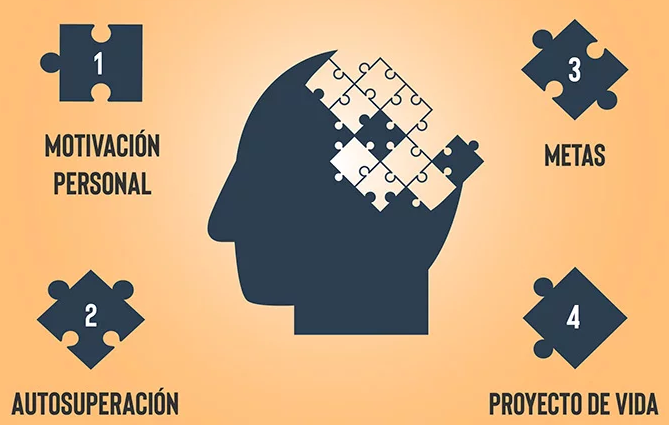 1
MOTIVACIÓN
PERSONAL
2
AUTOSUPERACIÓN
3
METAS
4
PROYECTO DE VIDA